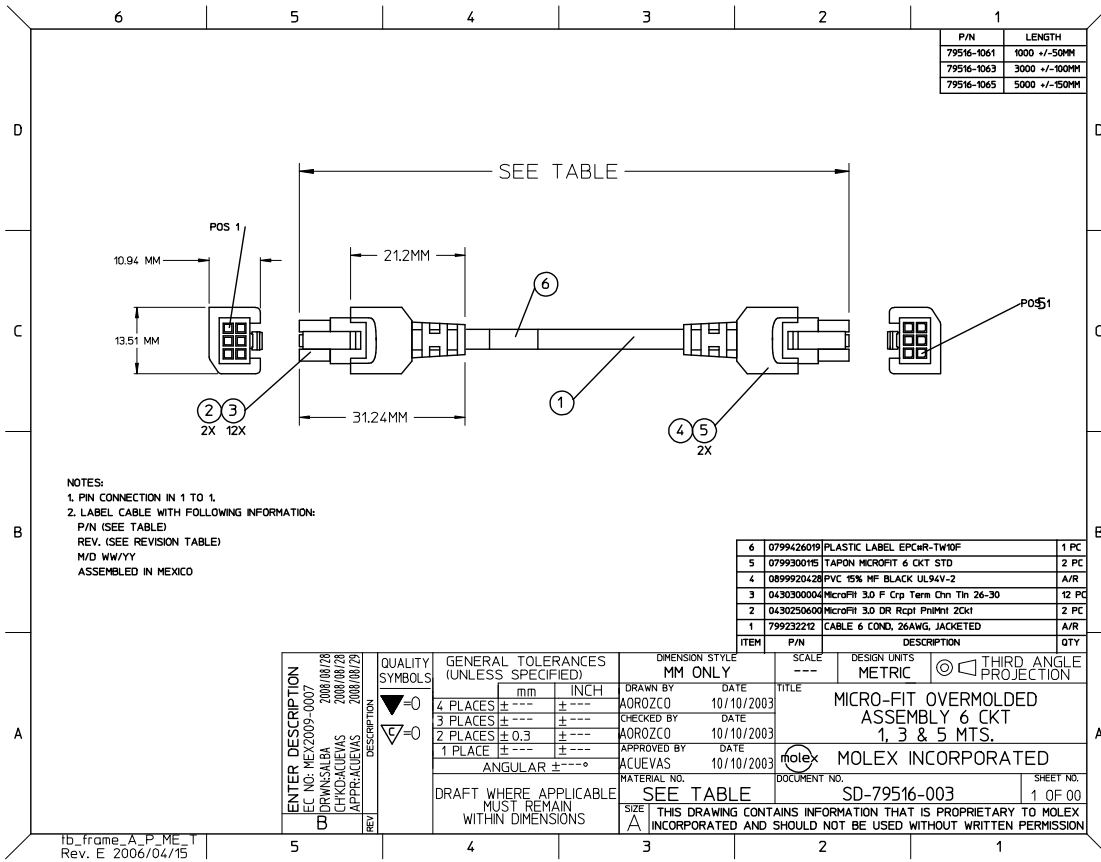 6 5 4 3 2 1
P/N LENGTH
79516-1061 1000 +/-50MM
79516-1063 3000 +/-100MM
79516-1065 5000 +/-150MM
D D
SEE TABLE
POS 1
10.94 MM
21.2MM
6
C C
13.51 MM
31.24MM
2 3
2X 12X
1
4 5
2X
NOTES:
1. PIN CONNECTION IN 1 TO 1.
2. LABEL CABLE WITH FOLLOWING INFORMATION:
P/N (SEE TABLE)
REV. (SEE REVISION TABLE)
M/D WW/YY
ASSEMBLED IN MEXICO
B B
6 0799426019 PLASTIC LABEL EPC#R-TW10F 1 PC
5 0799300115 TAPON MICROFIT 6 CKT STD 2 PC
4 0899920428 PVC 15% MF BLACK UL94V-2 A/R
3 0430300004 MicroFit 3.0 F Crp Term Chn Tin 26-30 12 PC
2 0430250600 MicroFit 3.0 DR Rcpt PnlMnt 2Ckt 2 PC
1 799232212 CABLE 6 COND, 26AWG, JACKETED A/R
ITEM P/N DESCRIPTION QTY
A A
ENTER DESCRIPTION
EC NO: MEX2009-0007
DRWN:SALBA 2008/08/28
CH'KD:ACUEVAS 2008/08/28
APPR:ACUEVAS 2008/08/29
DESCRIPTION
B
REV
QUALITY SYMBOLS
=0
C =0
GENERAL TOLERANCES
(UNLESS SPECIFIED)
mm INCH
4 PLACES ± --- ± ---
3 PLACES ± --- ± ---
2 PLACES ± 0.3 ± ---
1 PLACE ± --- ± ---
ANGULAR ± ---°
DRAFT WHERE APPLICABLE
MUST REMAIN
WITHIN DIMENSIONS
DIMENSION STYLE
MM ONLY
SCALE
---
DESIGN UNITS
METRIC
THIRD ANGLE
PROJECTION
DRAWN BY DATE
AOROZCO 10/10/2003
CHECKED BY DATE
AOROZCO 10/10/2003
APPROVED BY DATE
ACUEVAS 10/10/2003
TITLE
MICRO-FIT OVERMOLDED
ASSEMBLY 6 CKT
1, 3 & 5 MTS.
molex MOLEX INCORPORATED
MATERIAL NO.
SEE TABLE
DOCUMENT NO.
SD-79516-003
SHEET NO.
1 OF 00
SIZE
A
THIS DRAWING CONTAINS INFORMATION THAT IS PROPRIETARY TO MOLEX
INCORPORATED AND SHOULD NOT BE USED WITHOUT WRITTEN PERMISSION
tb_frame_A_P_ME_T
Rev. E 2006/04/15
5 4 3 2 1